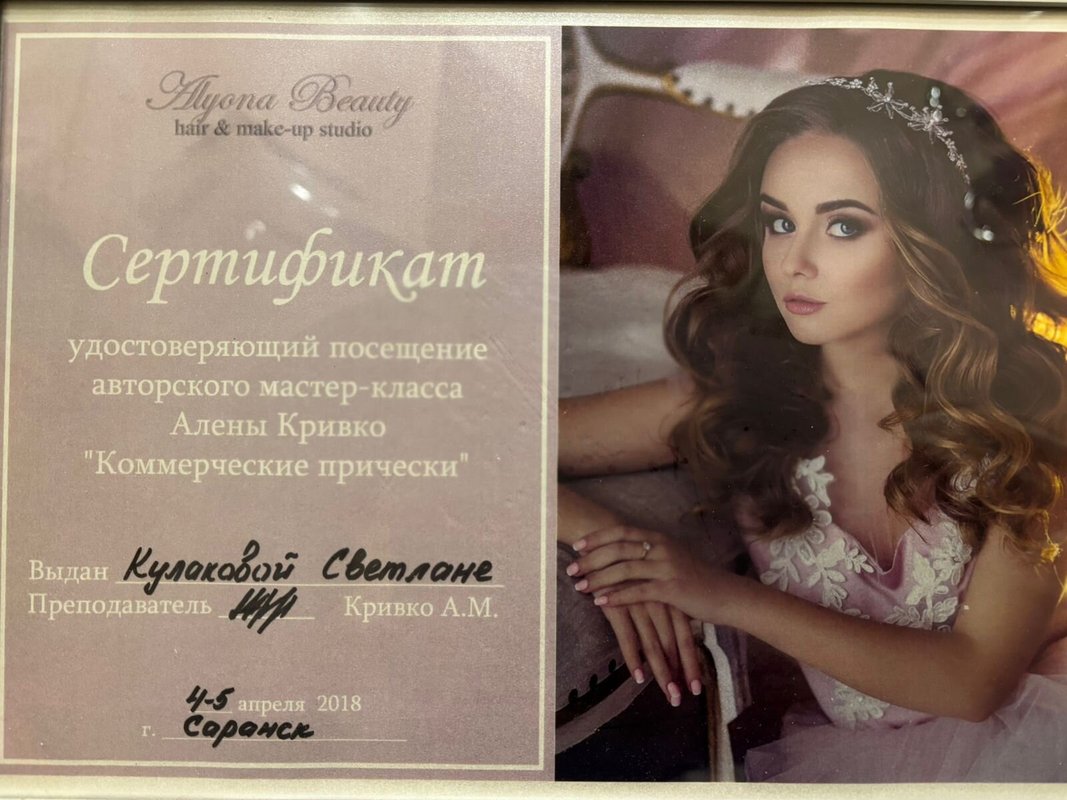 Alyona Beauty
hair & make-up studio
Сертификат
удостоверяющий посещение
авторского мастер-класса
Алены Кривко
"Коммерческие прически"
Выдан Кулаковой Светлане
Преподаватель Кривко А.М.
4-5 апреля 2018
г. Саранск